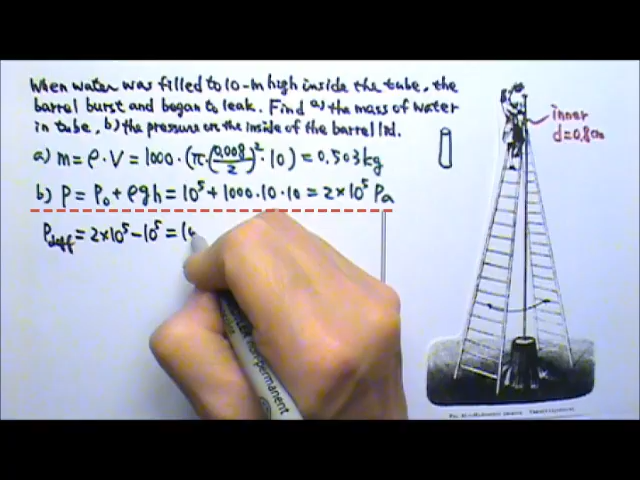 When water was filled to 10-m high inside the tube, the
barrel burst and began to leak. Find a) the mass of water
in tube, b) the pressure on the inside of the barrel lid.
a) m = ρ · V = 1000 · (π · (0.008/2)² · 10) = 0.503 kg
b) P = P₀ + ρgh = 10⁵ + 1000 · 10 · 10 = 2 × 10⁵ Pa
P_diff = 2×10⁵ − 10⁵ =
inner
d=0.8cm
permanent